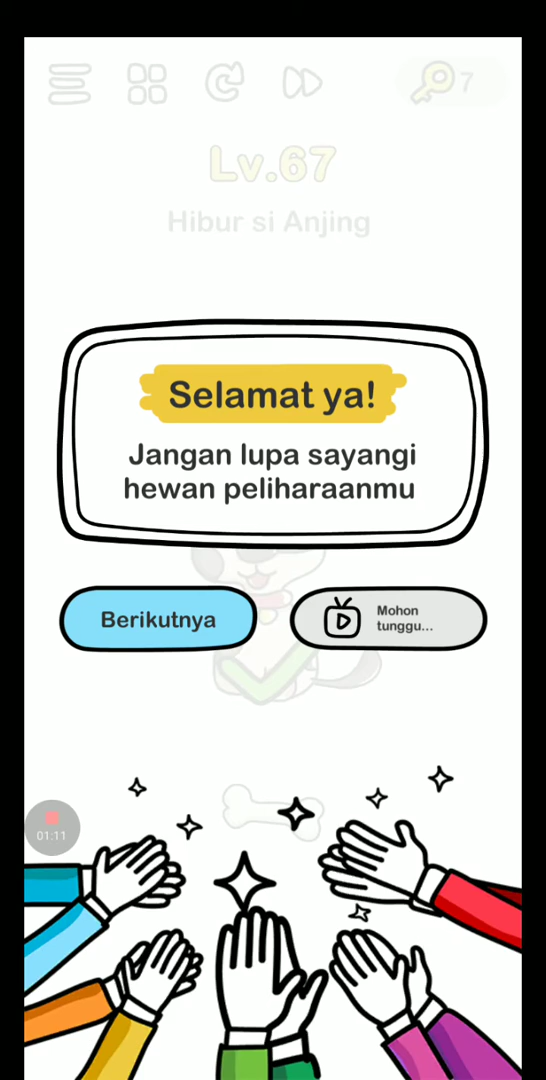 7
Lv.67
Hibur si Anjing
Selamat ya!
Jangan lupa sayangi
hewan peliharaanmu
Berikutnya
Mohon
tunggu...
01:11